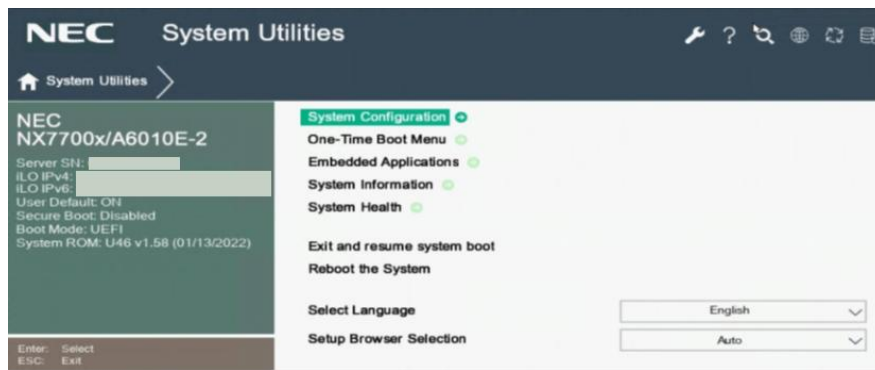 NEC System Utilities
System Utilities
NEC
NX7700x/A6010E-2
Server SN:
iLO IPv4:
iLO IPv6:
User Default: ON
Secure Boot: Disabled
Boot Mode: UEFI
System ROM: U46 v1.58 (01/13/2022)
Enter: Select
ESC: Exit
System Configuration
One-Time Boot Menu
Embedded Applications
System Information
System Health
Exit and resume system boot
Reboot the System
Select Language English
Setup Browser Selection Auto